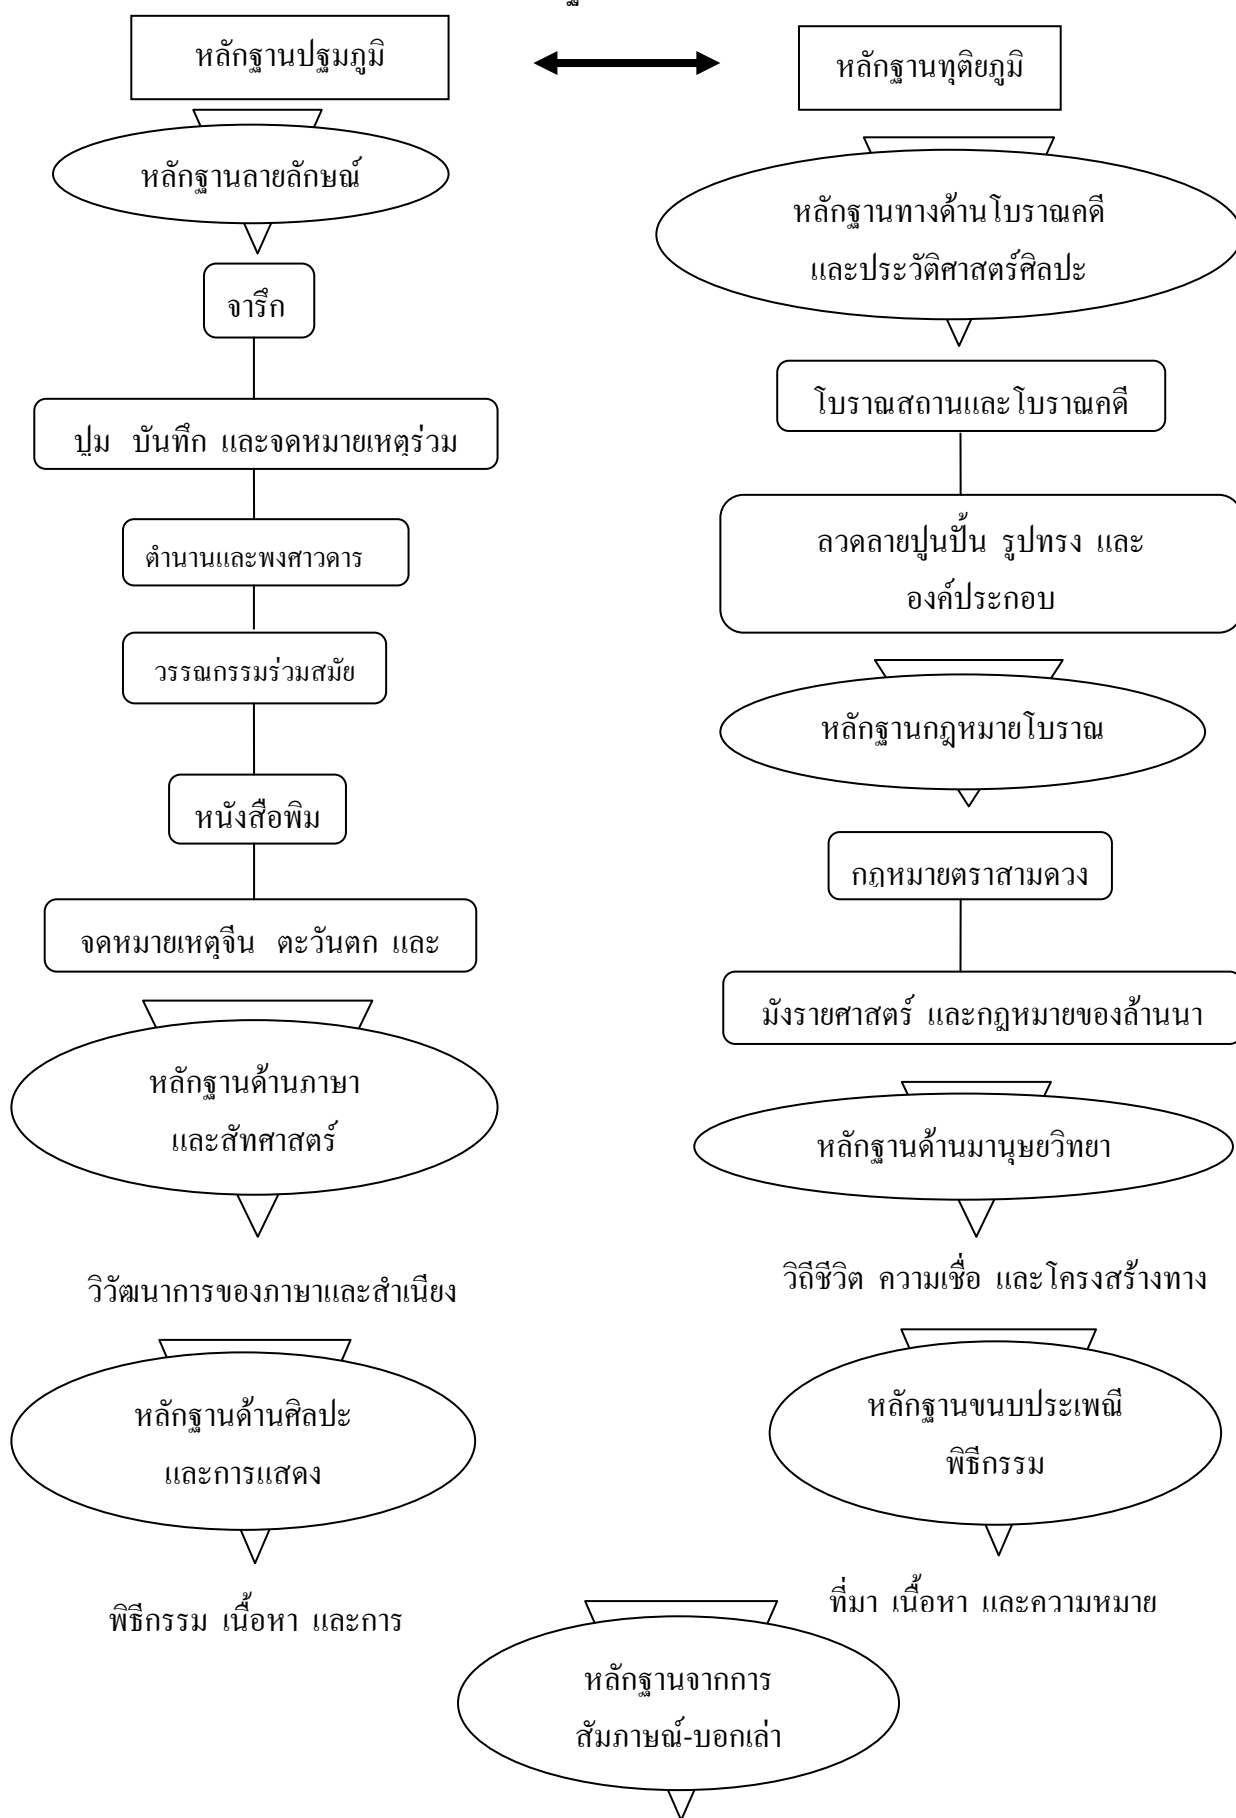 หลักฐานปฐมภูมิ
หลักฐานลายลักษณ์
จารึก
ปูม บันทึก และจดหมายเหตุร่วม
ตำนานและพงศาวดาร
วรรณกรรมร่วมสมัย
หนังสือพิม
จดหมายเหตุจีน ตะวันตก และ
หลักฐานด้านภาษา
และสัทศาสตร์
วิวัฒนาการของภาษาและสำเนียง
หลักฐานด้านศิลปะ
และการแสดง
พิธีกรรม เนื้อหา และการ
หลักฐานทุติยภูมิ
หลักฐานทางด้านโบราณคดี
และประวัติศาสตร์ศิลปะ
โบราณสถานและโบราณคดี
ลวดลายปูนปั้น รูปทรง และ
องค์ประกอบ
หลักฐานกฎหมายโบราณ
กฎหมายตราสามดวง
มังรายศาสตร์ และกฎหมายของล้านนา
หลักฐานด้านมานุษยวิทยา
วิถีชีวิต ความเชื่อ และโครงสร้างทาง
หลักฐานขนบประเพณี
พิธีกรรม
ที่มา เนื้อหา และความหมาย
หลักฐานจากการ
สัมภาษณ์-บอกเล่า